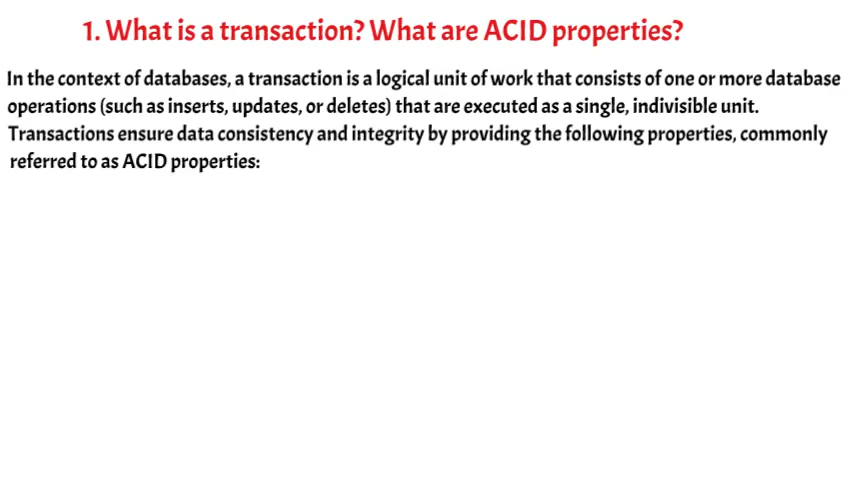 1. What is a transaction? What are ACID properties?
In the context of databases, a transaction is a logical unit of work that consists of one or more database
operations (such as inserts, updates, or deletes) that are executed as a single, indivisible unit.
Transactions ensure data consistency and integrity by providing the following properties, commonly
referred to as ACID properties: